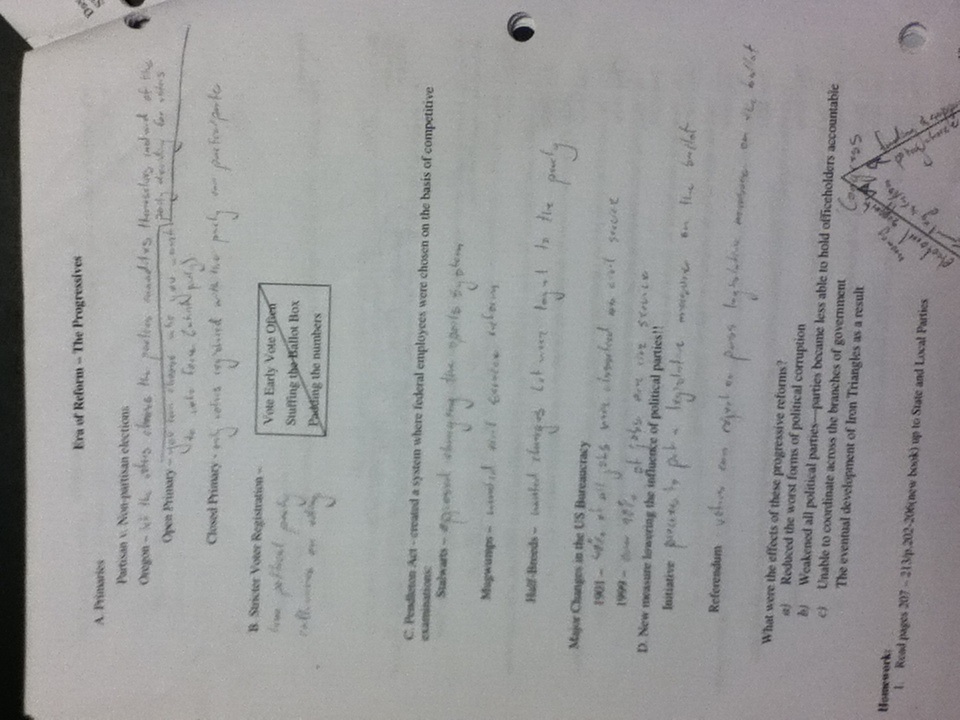 Era of Reform – The Progressives
A. Primaries
Partisan v. Non-partisan elections
Oregon – let the voters choose the parties themselves instead of the
party deciding for voters
Open Primary – you can choose who you want
to vote for (which party)
Closed Primary - only voters registered with the party can
B. Stricter Voter Registration –
political party
on voting
Vote Early Vote Often
Stuffing the Ballot Box
Padding the numbers
C. Pendleton Act - created a system where federal employees were chosen on the basis of competitive
examinations:
Stalwarts – opposed changing the spoils system
Mugwumps – wanted civil service reform
Half-Breeds – wanted changes but were loyal to the party
Major Changes in the US Bureaucracy
1901 – of all jobs were classified as civil service
1999 – over 90% of jobs are civil service
D. New measure lowering the influence of political parties!!
Initiative process to put a legislative measures on the ballot
Referendum voters can reject or pass legislative measures on the ballot
What were the effects of these progressive reforms?
a) Reduced the worst forms of political corruption
b) Weakened all political parties—parties became less able to hold officeholders accountable
c) Unable to coordinate across the branches of government
The eventual development of Iron Triangles as a result
Congress
electoral support
Homework:
1. Read pages 207 – 213/p.202-206(new book) up to State and Local Parties